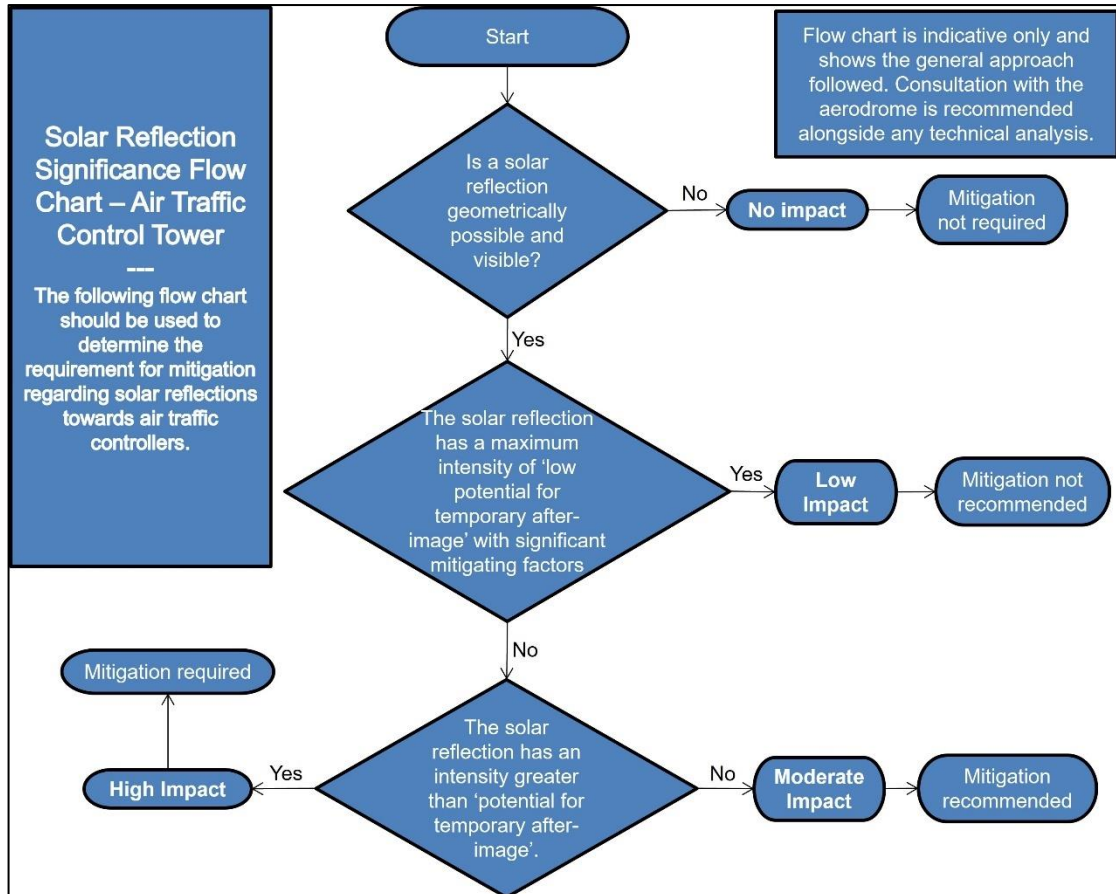 Solar Reflection
Significance Flow
Chart – Air Traffic
Control Tower
---
The following flow chart
should be used to
determine the
requirement for mitigation
regarding solar reflections
towards air traffic
controllers.
Start
Flow chart is indicative only and
shows the general approach
followed. Consultation with the
aerodrome is recommended
alongside any technical analysis.
Is a solar
reflection
geometrically
possible and
visible?
No
No impact
Mitigation
not required
Yes
The solar reflection
has a maximum
intensity of ‘low
potential for
temporary after-
image’ with significant
mitigating factors
Yes
Low
Impact
Mitigation not
recommended
No
The solar
reflection has an
intensity greater
than ‘potential for
temporary after-
image’.
Yes
High Impact
Mitigation required
No
Moderate
Impact
Mitigation
recommended